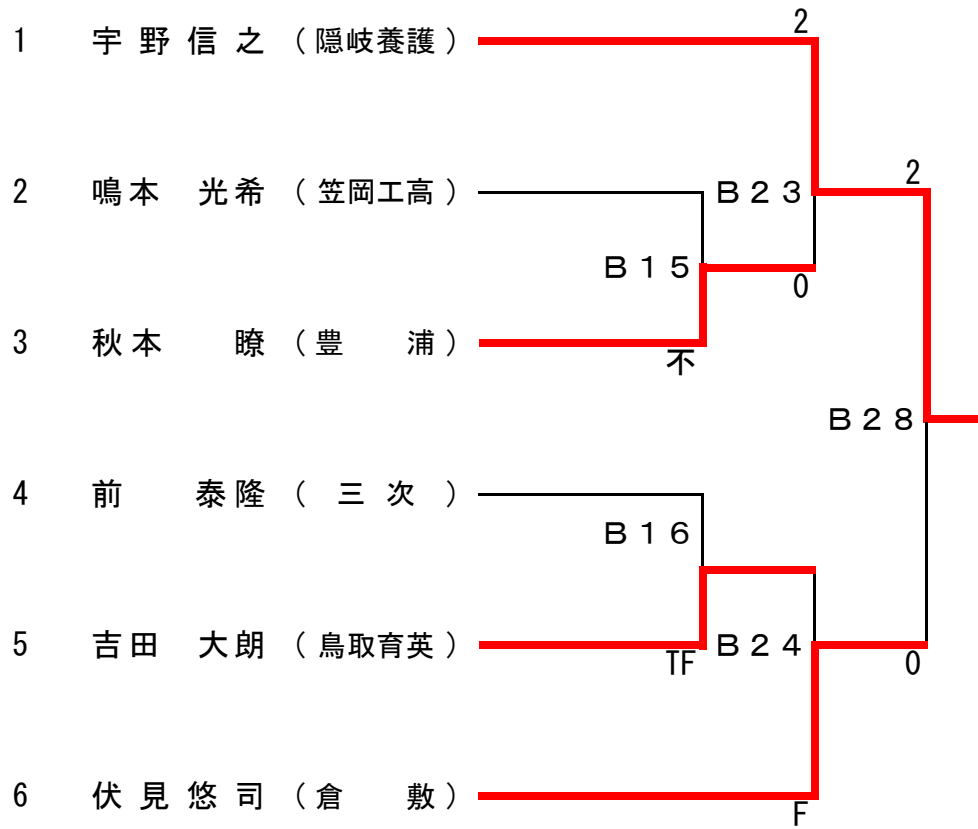 2
1 宇野信之 (隠岐養護)
2
2 鳴本 光希 (笠岡工高) B23
B15
0
3 秋本 瞭 (豊 浦)
不
B28
4 前 泰隆 (三次)
B16
5 吉田 大朗 (鳥取育英) TF B24 0
6 伏見悠司 (倉 敷)
F